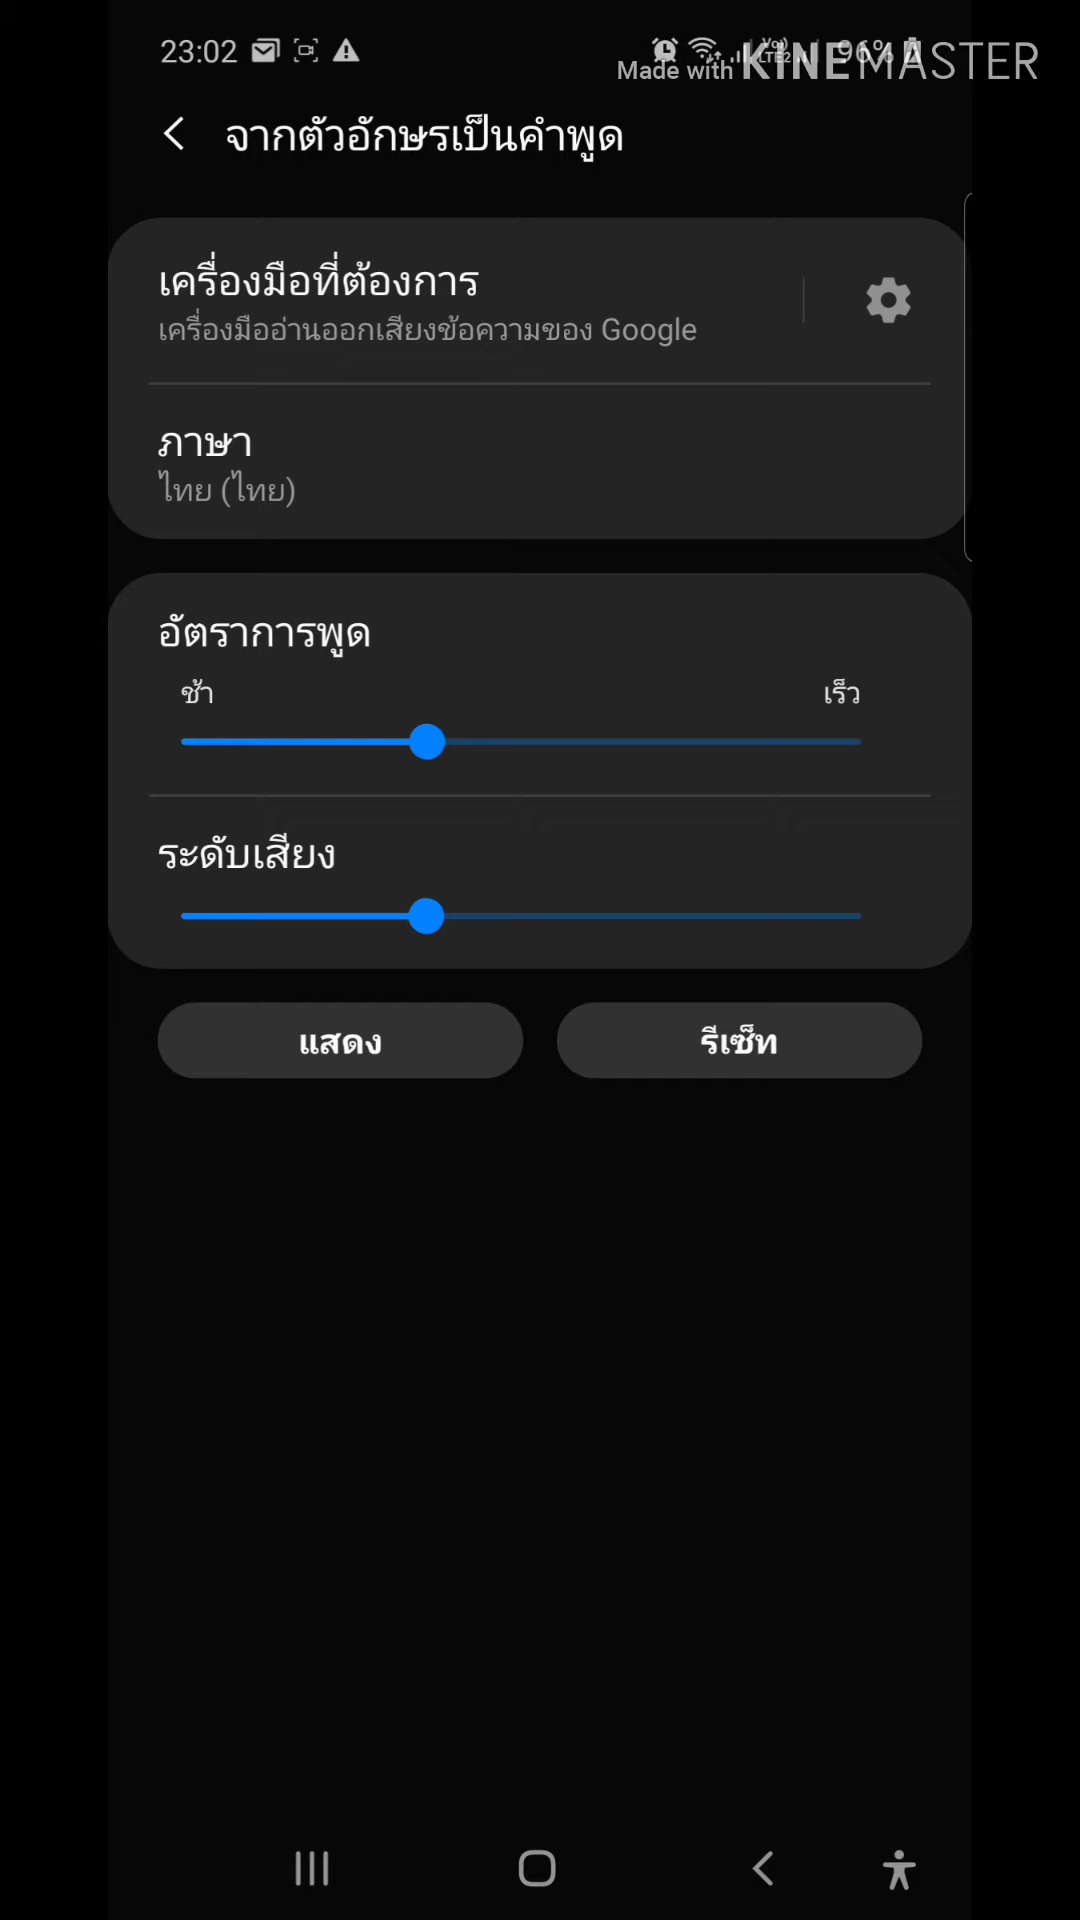 23:02
96%
Made with KINEMASTER
จากตัวอักษรเป็นคำพูด
เครื่องมือที่ต้องการ
เครื่องมืออ่านออกเสียงข้อความของ Google
ภาษา
ไทย (ไทย)
อัตราการพูด
ช้า เร็ว
ระดับเสียง
แสดง รีเซ็ท